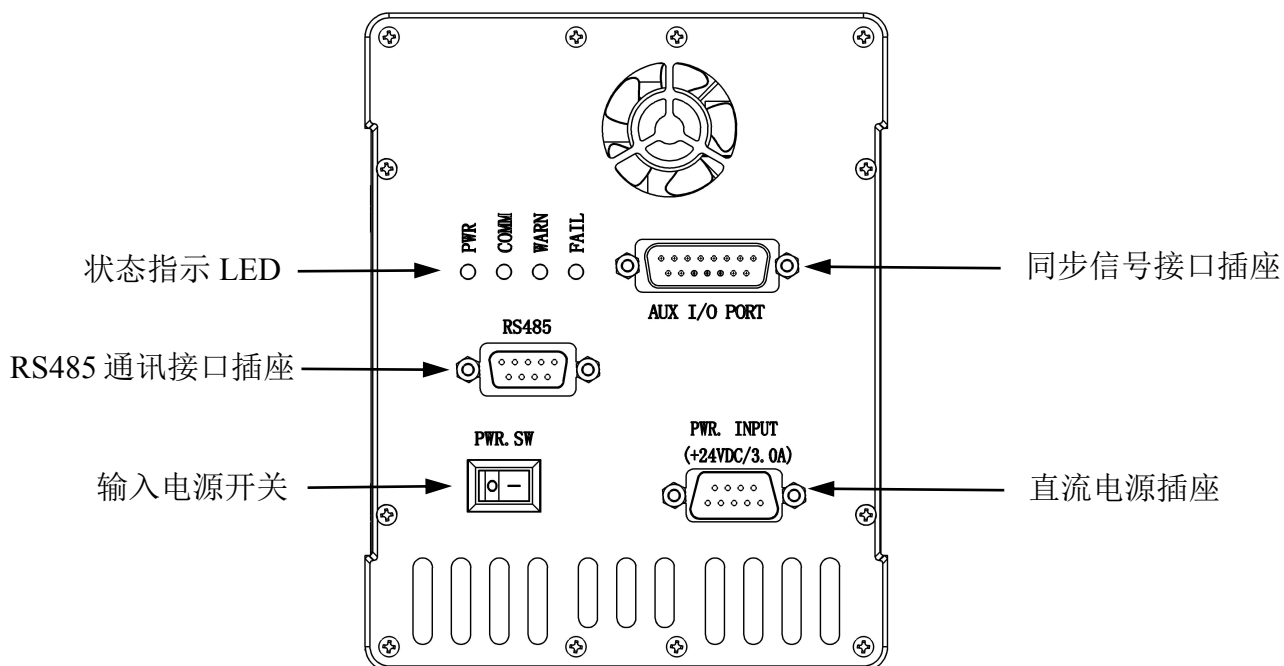 PWR
COMM
WARN
FAIL
状态指示 LED
同步信号接口插座
AUX I/O PORT
RS485
RS485 通讯接口插座
PWR. SW
PWR. INPUT
(+24VDC/3.0A)
输入电源开关
直流电源插座